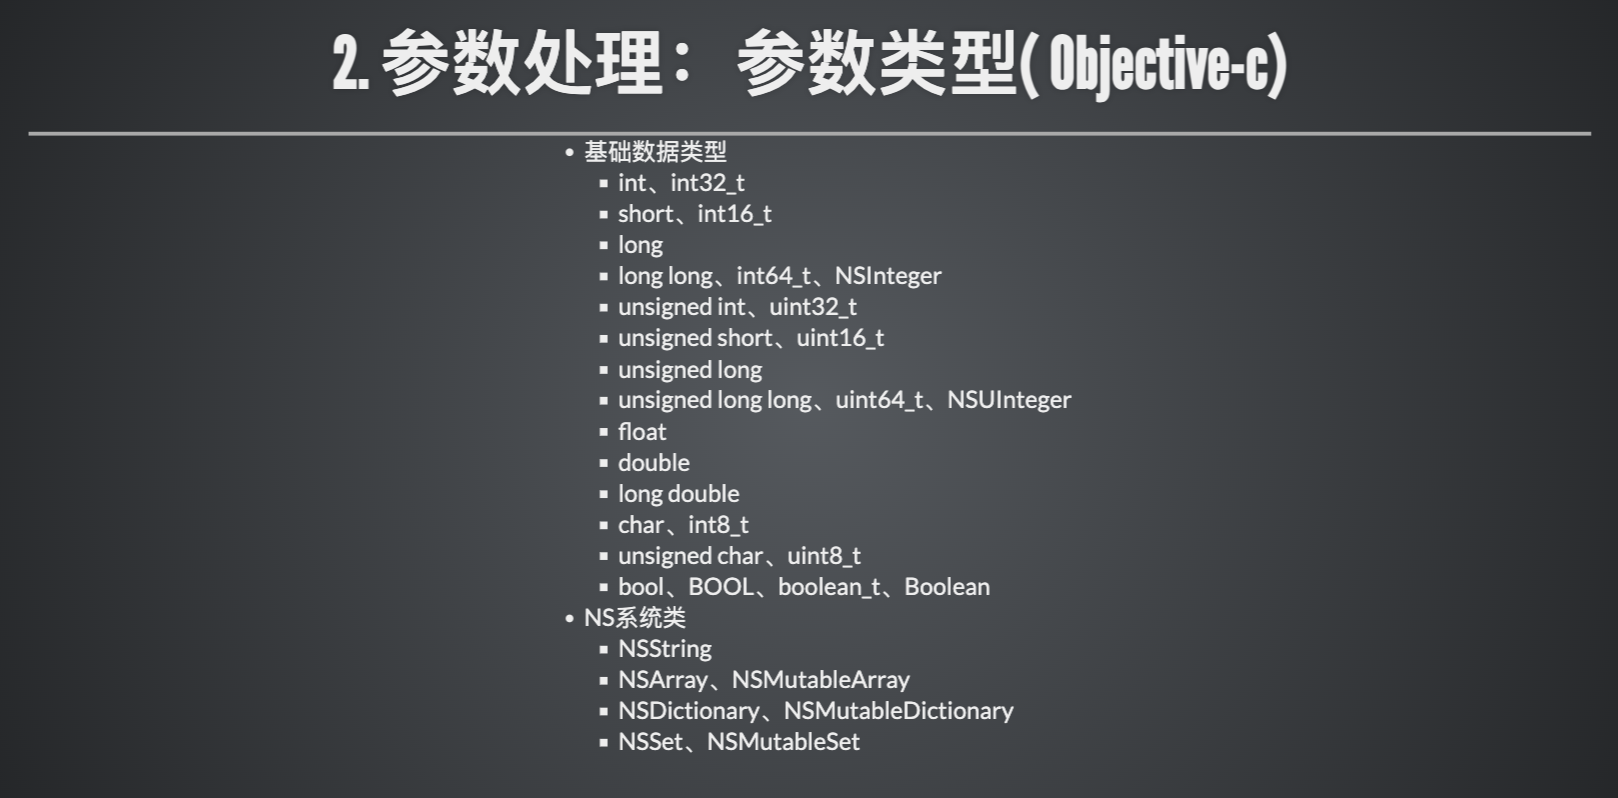 2. 参数处理：参数类型( Objective-c)
基础数据类型
int、int32_t
short、int16_t
long
long long、int64_t、NSInteger
unsigned int、uint32_t
unsigned short、uint16_t
unsigned long
unsigned long long、uint64_t、NSUInteger
float
double
long double
char、int8_t
unsigned char、uint8_t
bool、BOOL、boolean_t、Boolean
NS系统类
NSString
NSArray、NSMutableArray
NSDictionary、NSMutableDictionary
NSSet、NSMutableSet